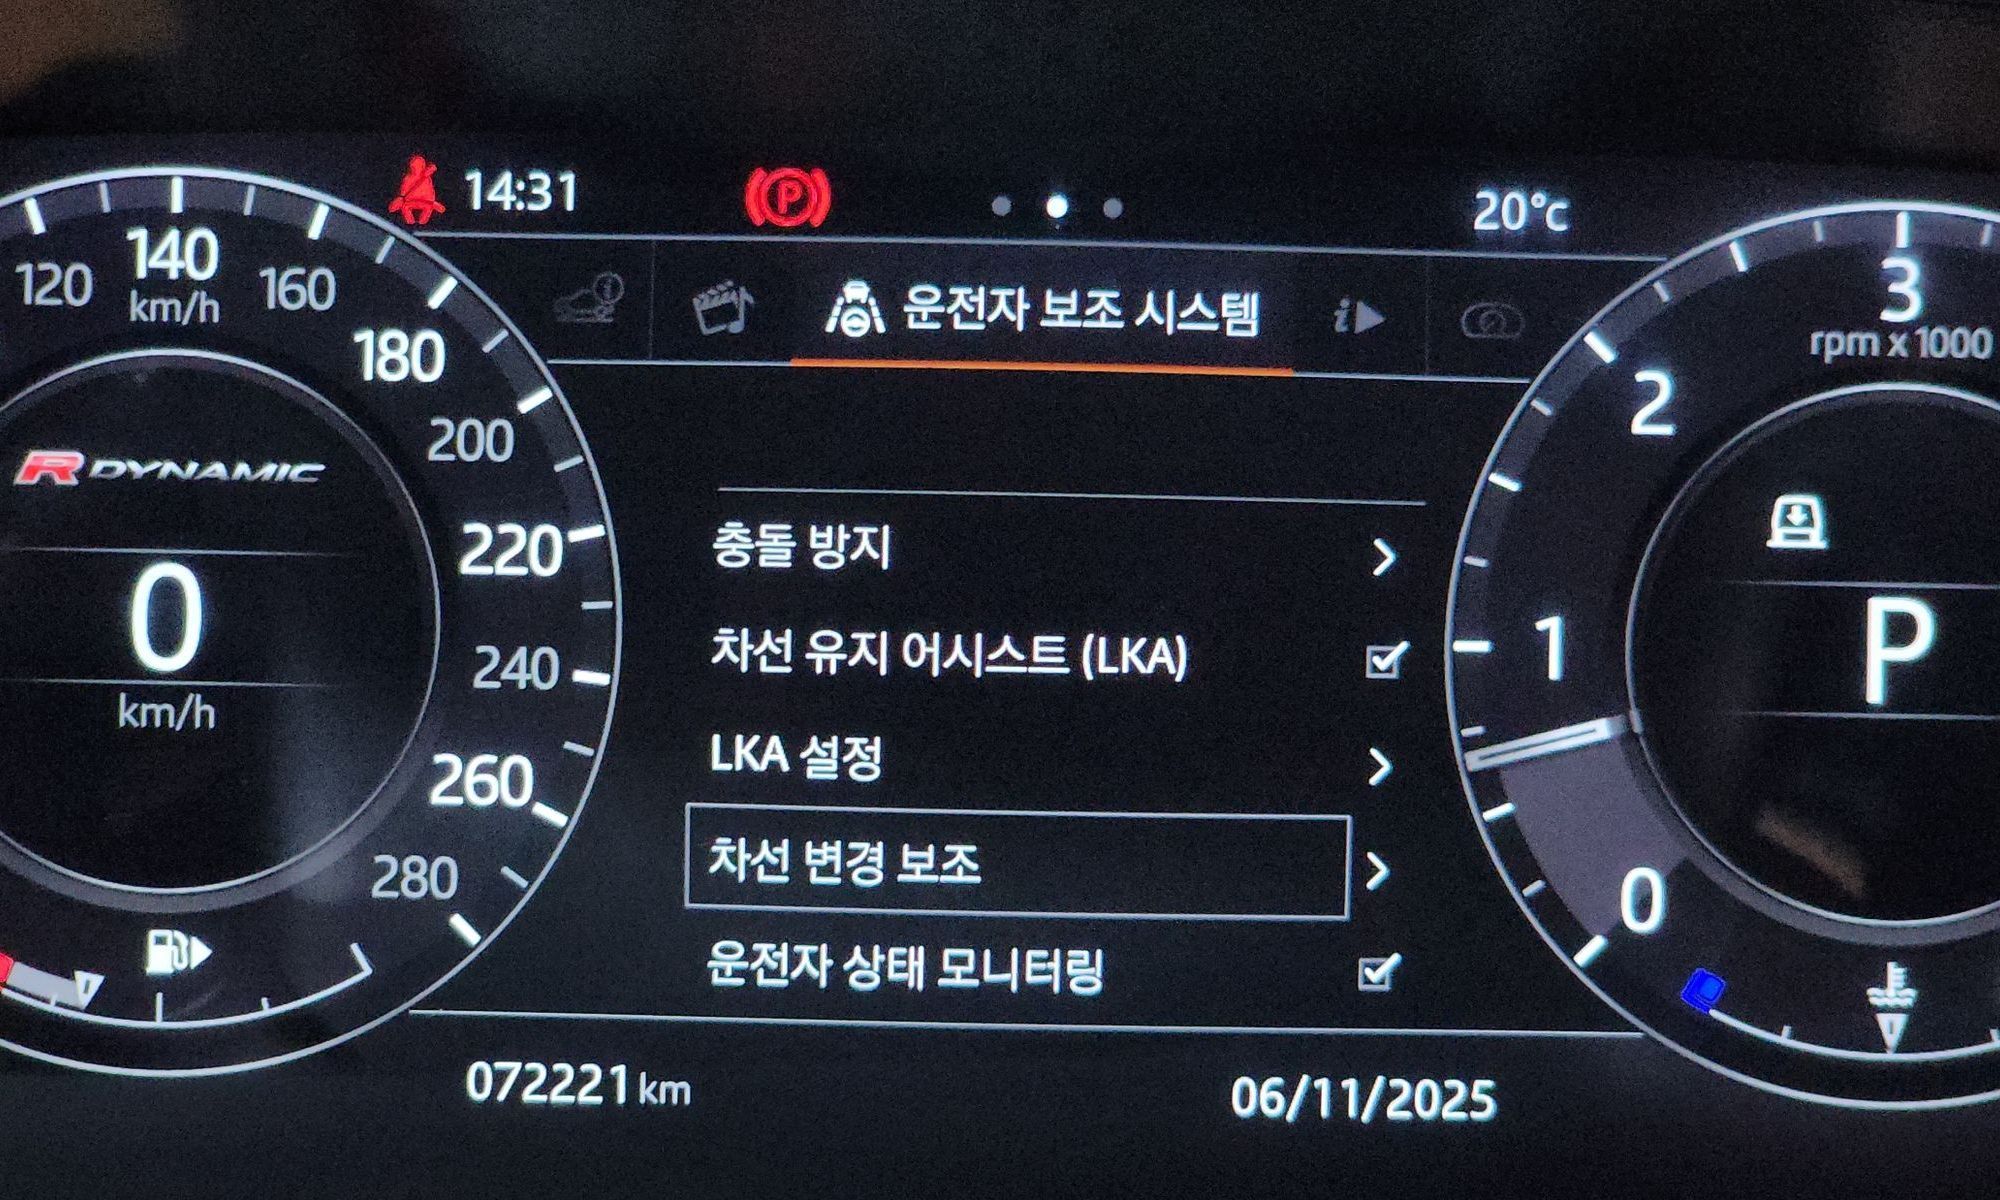 14:31
P
20°C
운전자 보조 시스템
i
120
140
160
km/h
180
200
220
240
260
280
R DYNAMIC
0
km/h
충돌 방지
차선 유지 어시스트 (LKA)
LKA 설정
차선 변경 보조
운전자 상태 모니터링
3
rpm x 1000
2
1
0
P
072221 km
06/11/2025